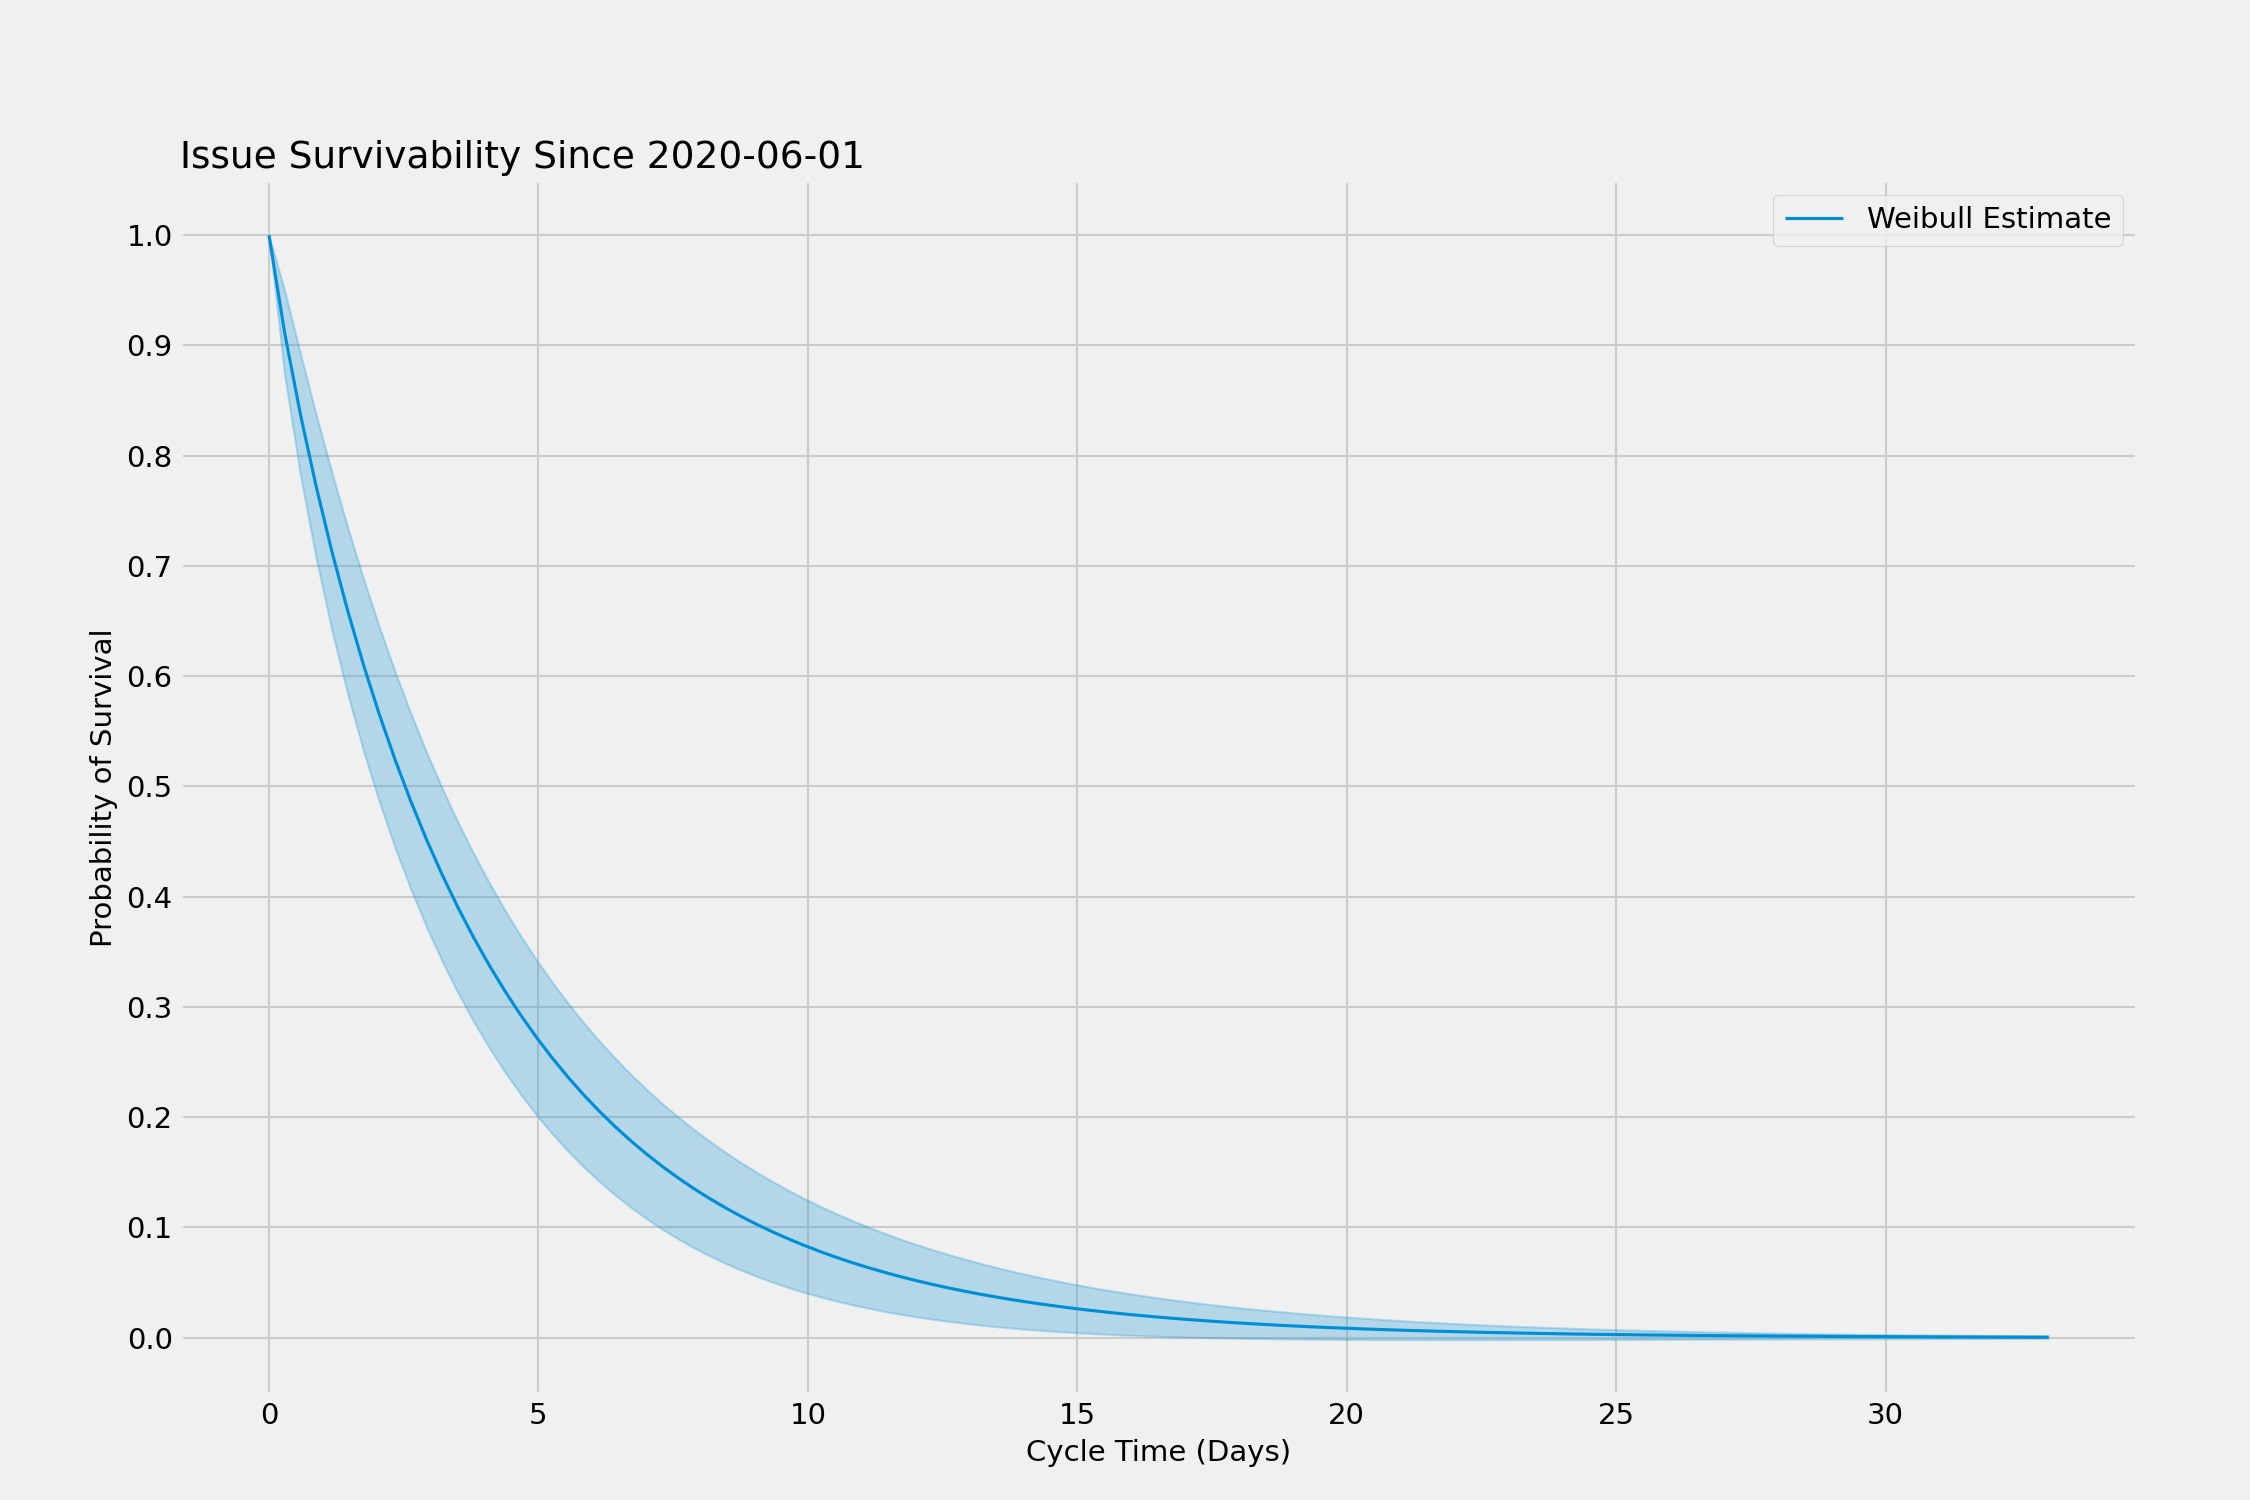 Issue Survivability Since 2020-06-01
Weibull Estimate
1.0
0.9
0.8
0.7
0.6
0.5
0.4
0.3
0.2
0.1
0.0
Probability of Survival
0 5 10 15 20 25 30
Cycle Time (Days)